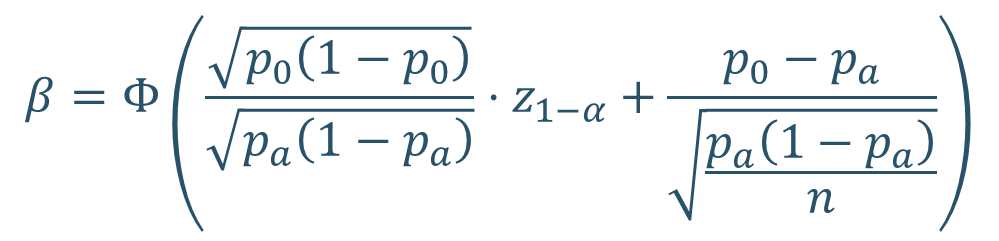 β = Φ ( √(p₀(1 − p₀)) / √(pₐ(1 − pₐ)) · z₁₋α + (p₀ − pₐ) / √(pₐ(1 − pₐ) / n) )